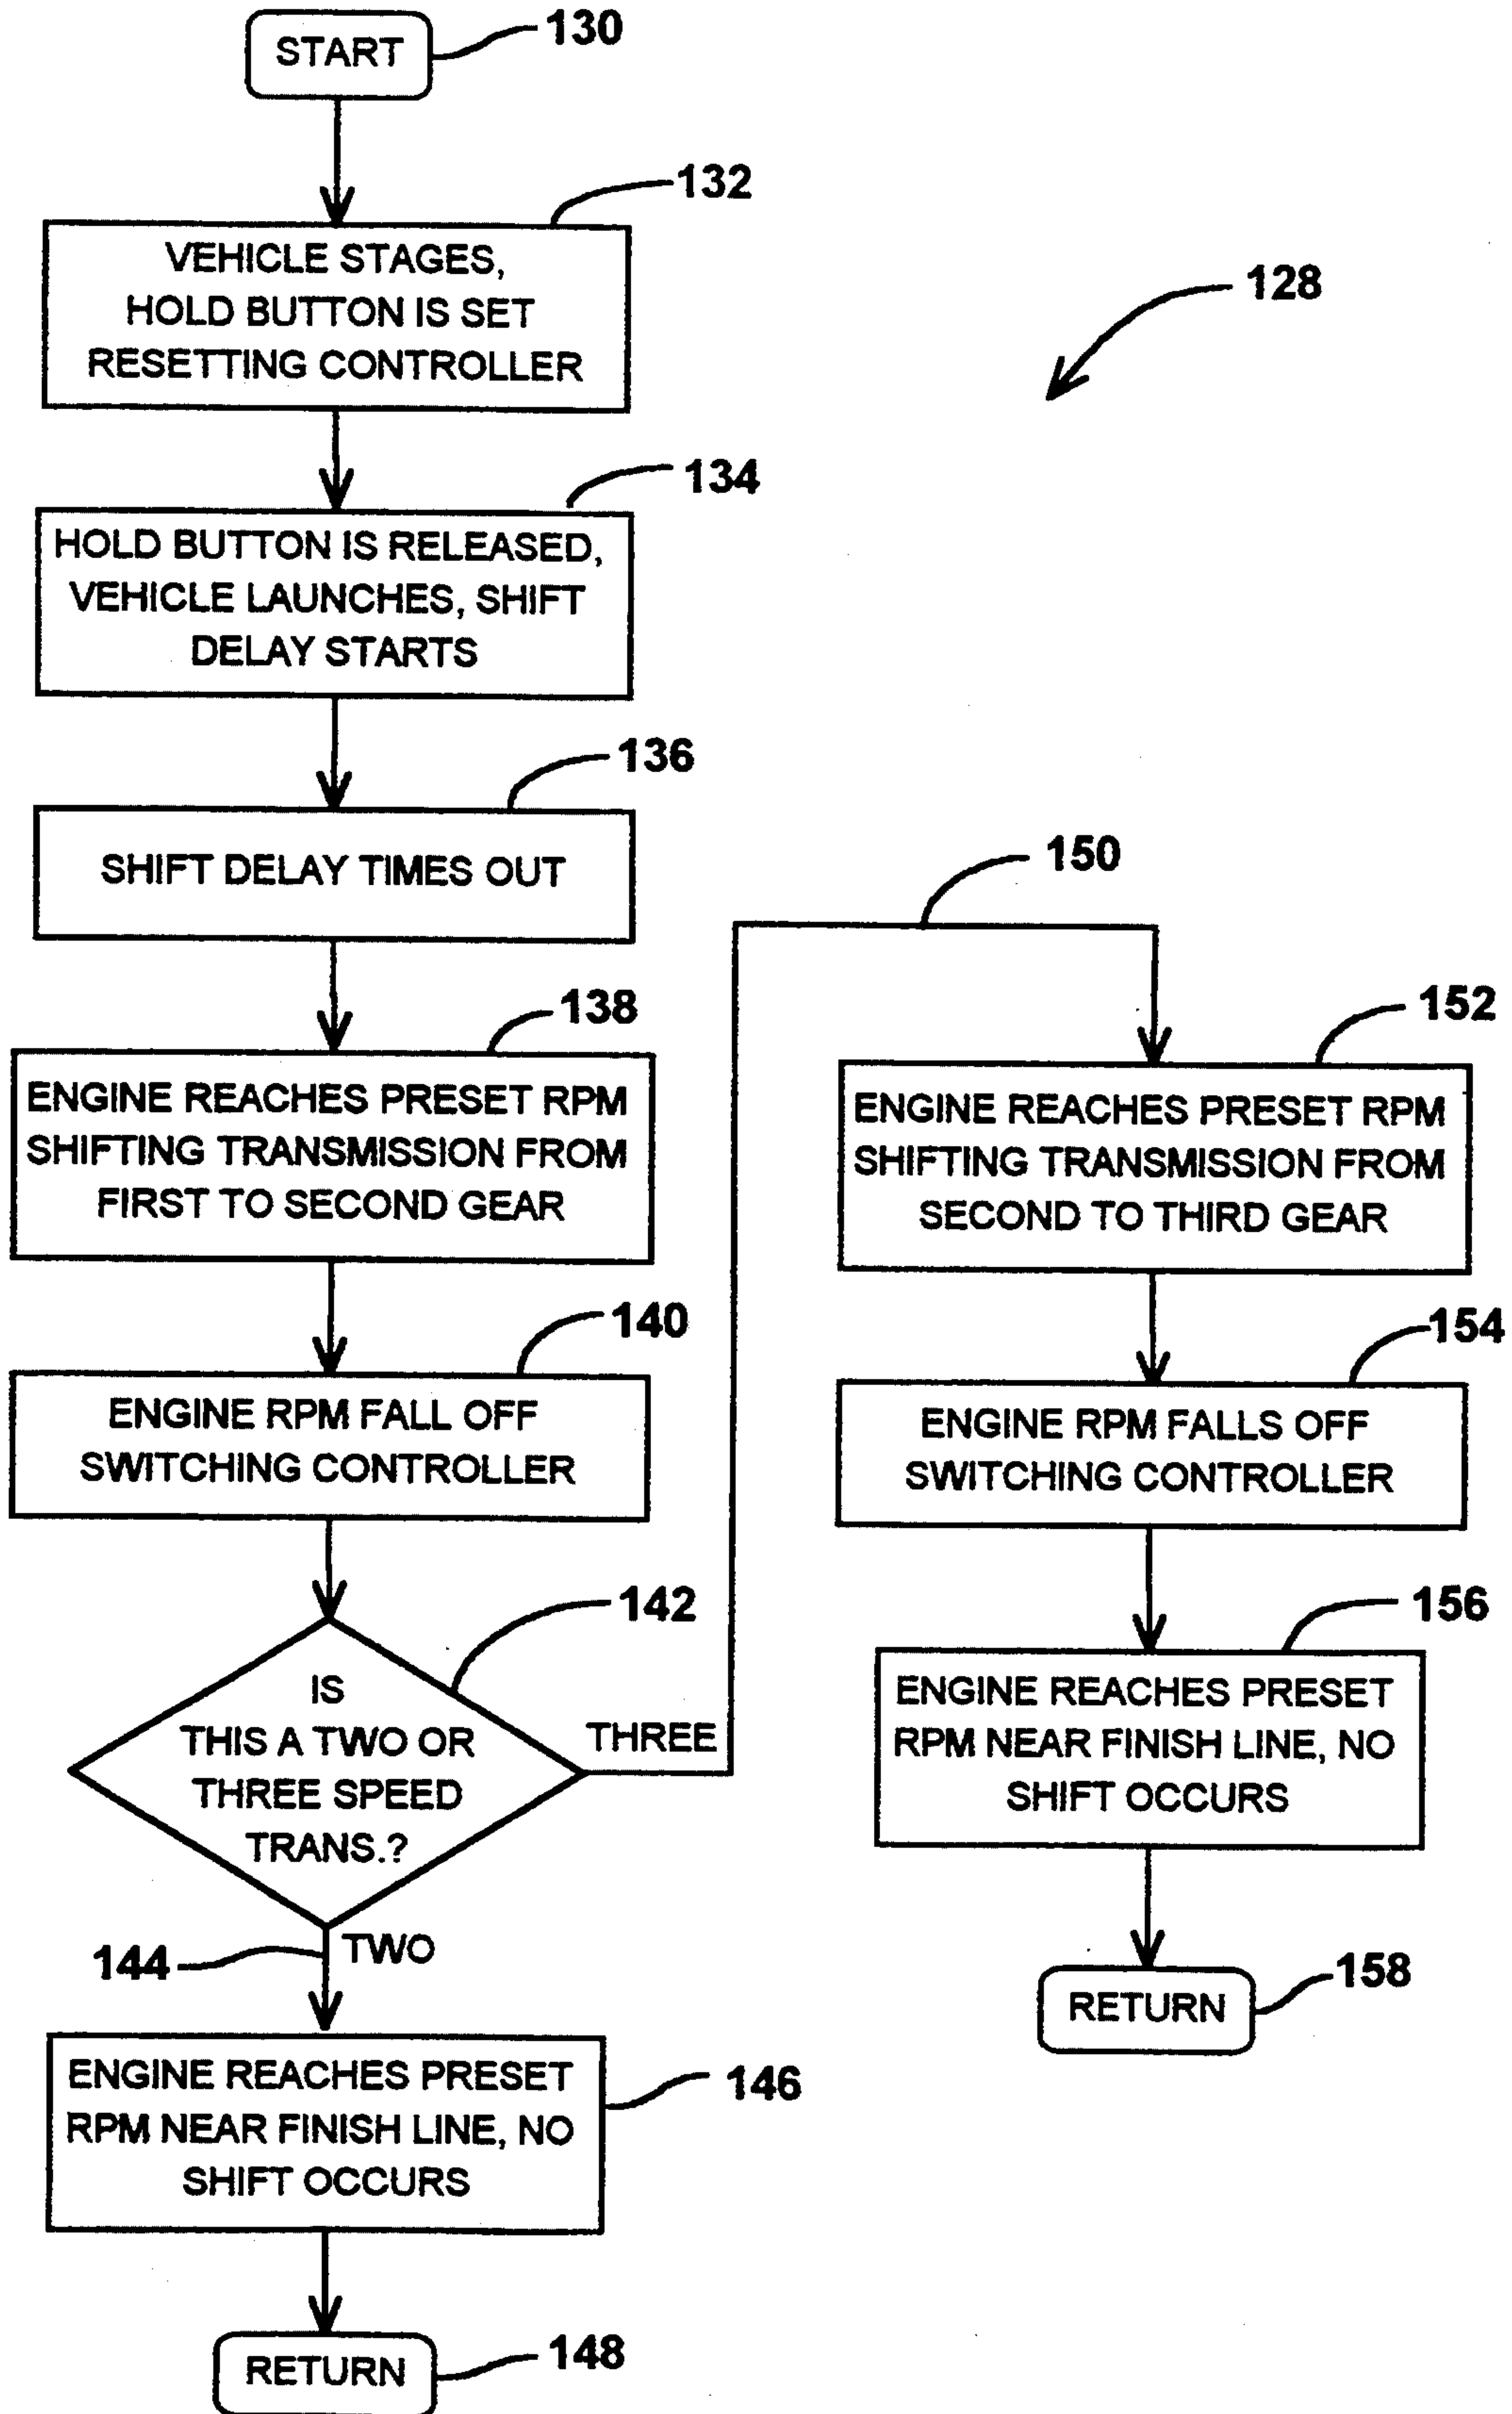 START
130
132
VEHICLE STAGES,
HOLD BUTTON IS SET
RESETTING CONTROLLER
128
134
HOLD BUTTON IS RELEASED,
VEHICLE LAUNCHES, SHIFT
DELAY STARTS
136
SHIFT DELAY TIMES OUT
138
ENGINE REACHES PRESET RPM
SHIFTING TRANSMISSION FROM
FIRST TO SECOND GEAR
140
ENGINE RPM FALL OFF
SWITCHING CONTROLLER
142
IS
THIS A TWO OR
THREE SPEED
TRANS.?
THREE
144
TWO
ENGINE REACHES PRESET
RPM NEAR FINISH LINE, NO
SHIFT OCCURS
146
RETURN
148
150
152
ENGINE REACHES PRESET RPM
SHIFTING TRANSMISSION FROM
SECOND TO THIRD GEAR
154
ENGINE RPM FALLS OFF
SWITCHING CONTROLLER
156
ENGINE REACHES PRESET
RPM NEAR FINISH LINE, NO
SHIFT OCCURS
RETURN
158